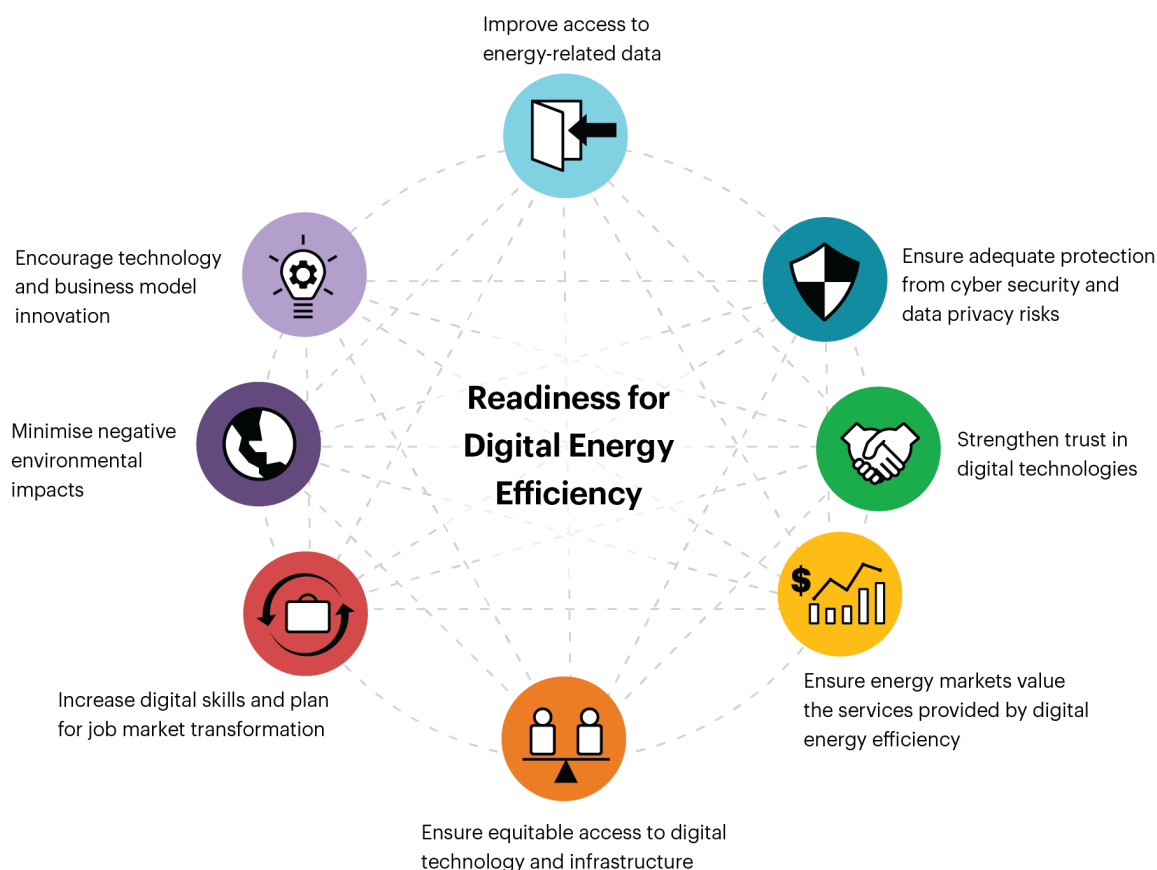 Improve access to
energy-related data
Encourage technology
and business model
innovation
Ensure adequate protection
from cyber security and
data privacy risks
Readiness for
Digital Energy
Efficiency
Minimise negative
environmental
impacts
Strengthen trust in
digital technologies
$
Increase digital skills and plan
for job market transformation
Ensure energy markets value
the services provided by digital
energy efficiency
Ensure equitable access to digital
technology and infrastructure